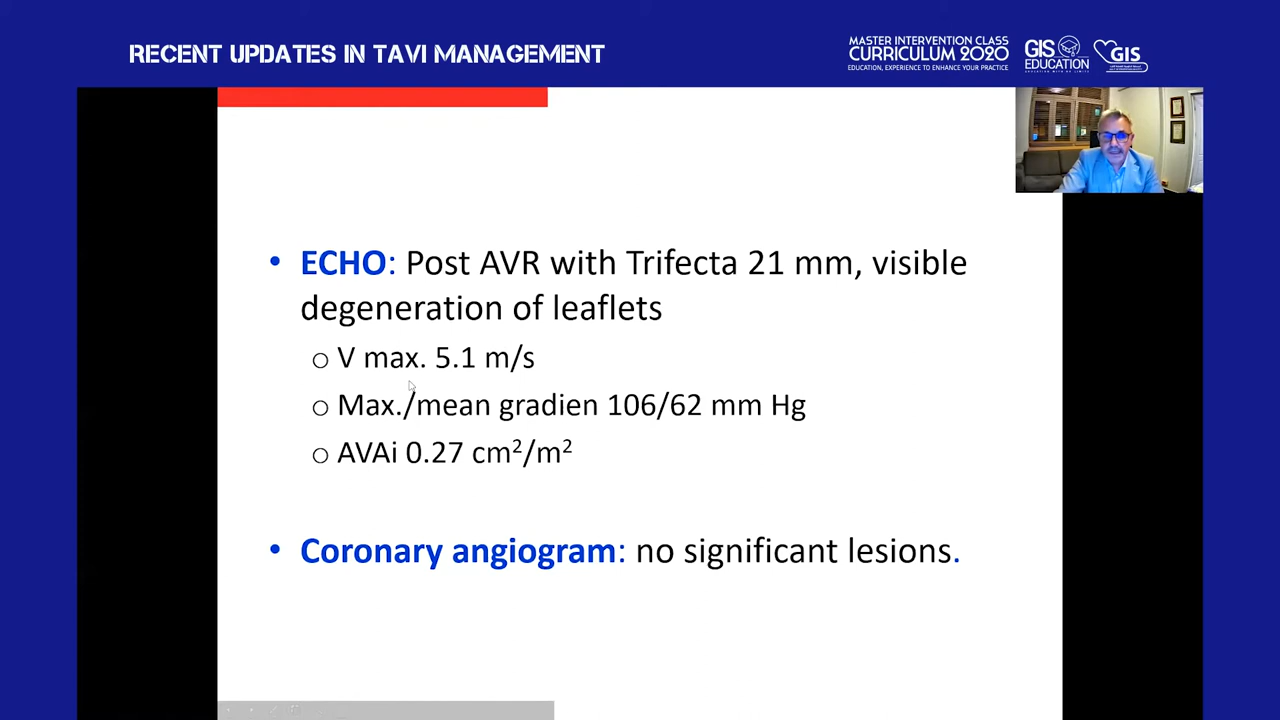 RECENT UPDATES IN TAVI MANAGEMENT
MASTER INTERVENTION CLASS
CURRICULUM 2020
EDUCATION, EXPERIENCE TO ENHANCE YOUR PRACTICE
GIS
EDUCATION
GIS
• ECHO: Post AVR with Trifecta 21 mm, visible
degeneration of leaflets
o V max. 5.1 m/s
o Max./mean gradien 106/62 mm Hg
o AVAi 0.27 cm²/m²
• Coronary angiogram: no significant lesions.